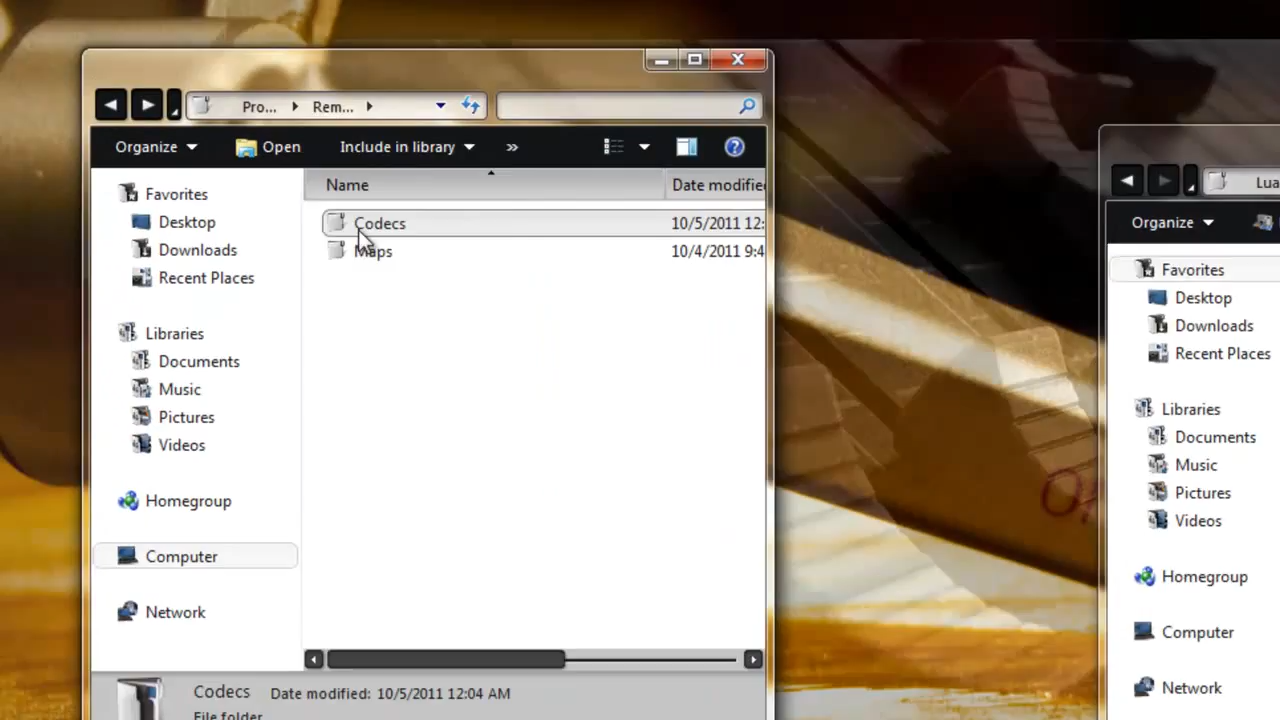 Pro... Rem...
Organize Open Include in library »
Name Date modified
Favorites
Desktop
Downloads
Recent Places
Libraries
Documents
Music
Pictures
Videos
Homegroup
Computer
Network
Codecs 10/5/2011 12:
Maps 10/4/2011 9:4
Codecs Date modified: 10/5/2011 12:04 AM
File folder
Lua
Organize
Favorites
Desktop
Downloads
Recent Places
Libraries
Documents
Music
Pictures
Videos
Homegroup
Computer
Network